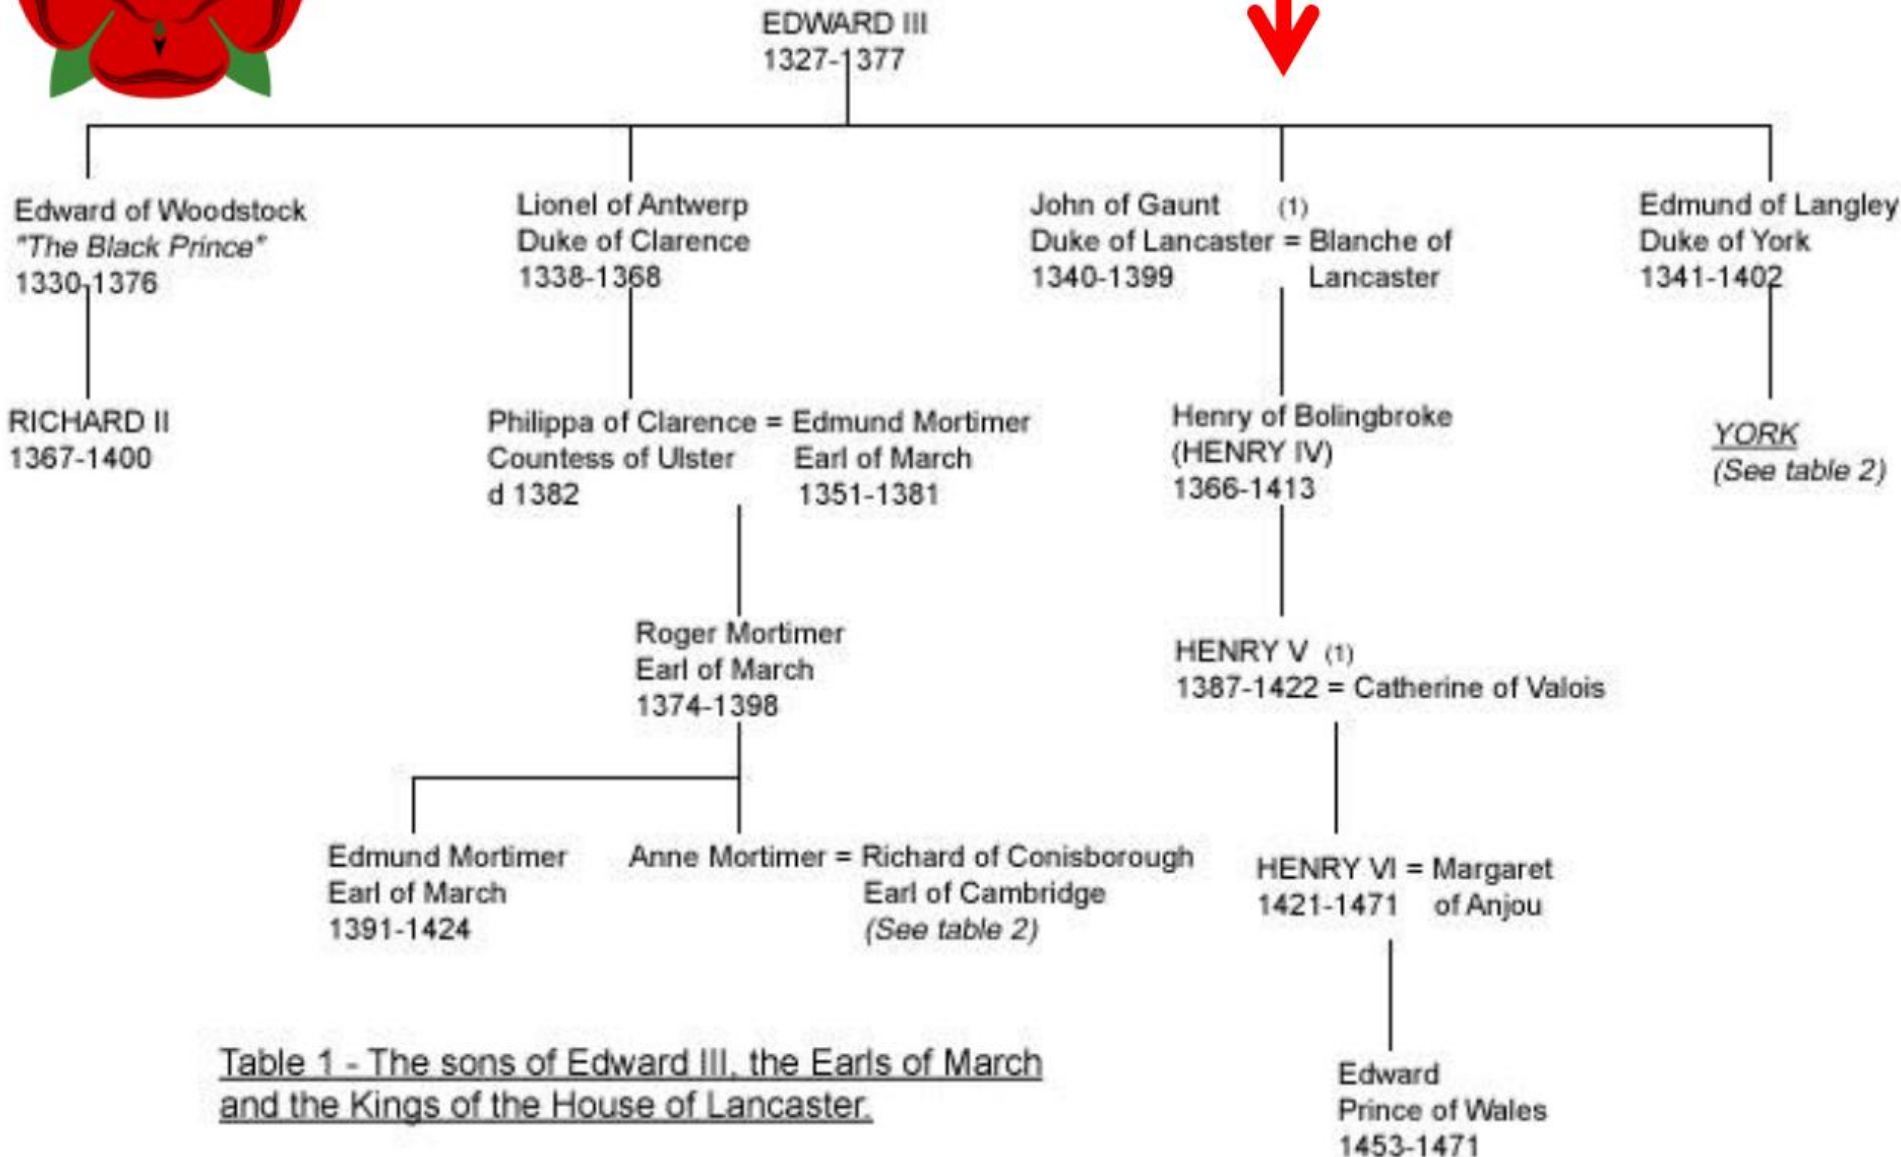 EDWARD III
1327-1377
Edward of Woodstock
"The Black Prince"
1330-1376
Lionel of Antwerp
Duke of Clarence
1338-1368
John of Gaunt (1)
Duke of Lancaster = Blanche of
1340-1399 Lancaster
Edmund of Langley
Duke of York
1341-1402
RICHARD II
1367-1400
Philippa of Clarence = Edmund Mortimer
Countess of Ulster Earl of March
d 1382 1351-1381
Henry of Bolingbroke
(HENRY IV)
1366-1413
YORK
(See table 2)
Roger Mortimer
Earl of March
1374-1398
HENRY V (1)
1387-1422 = Catherine of Valois
Edmund Mortimer
Earl of March
1391-1424
Anne Mortimer = Richard of Conisborough
Earl of Cambridge
(See table 2)
HENRY VI = Margaret
1421-1471 of Anjou
Edward
Prince of Wales
1453-1471
Table 1 - The sons of Edward III, the Earls of March
and the Kings of the House of Lancaster.